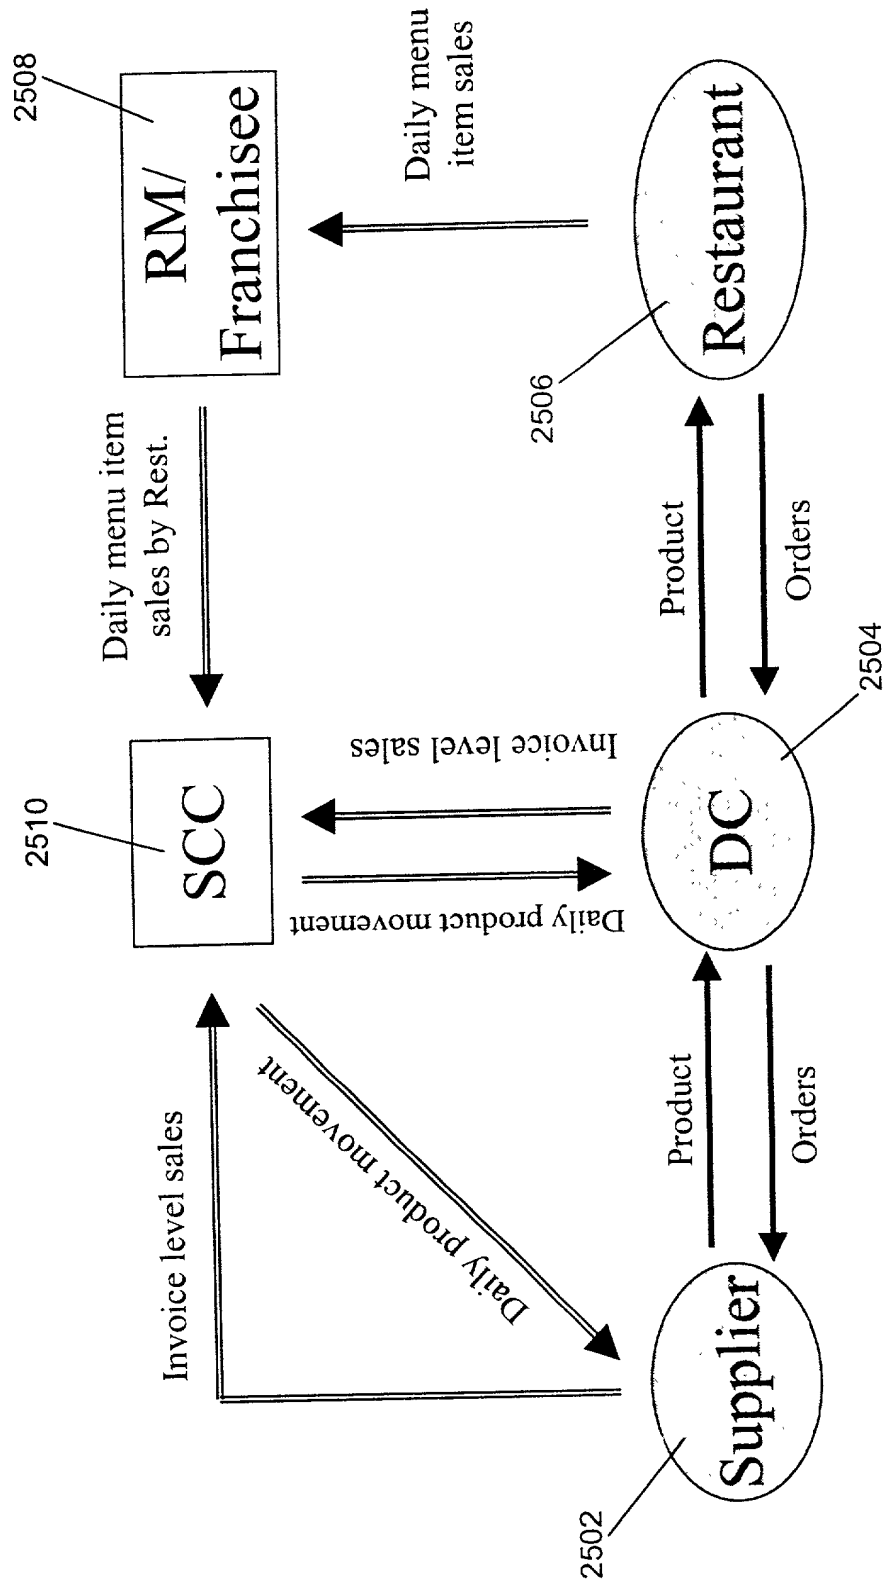 2510
2508
SCC
RM/
Franchisee
Daily menu item
sales by Rest.
Invoice level sales
Daily product movement
Daily product movement
Invoice level sales
Daily menu
item sales
2502
2506
Supplier
Product
Orders
DC
Product
Orders
Restaurant
2504